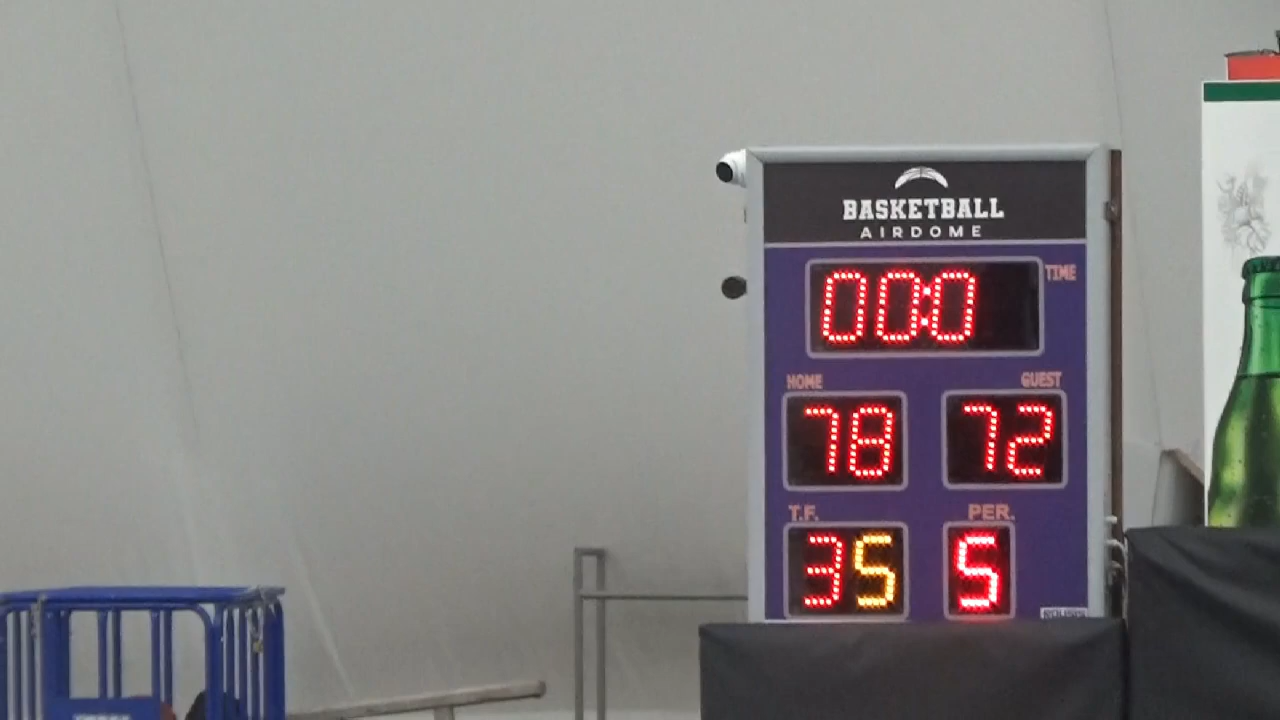 BASKETBALL
AIRDOME
00:0 TIME
HOME GUEST
78 72
T.F. PER.
35 5